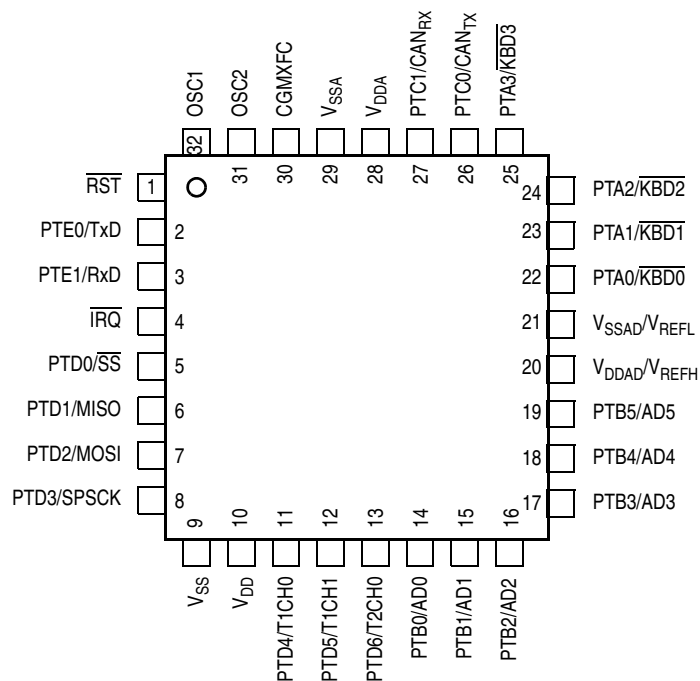 OSC1
OSC2
CGMXFC
VSSA
VDDA
PTC1/CANRX
PTC0/CANTX
PTA3/KBD3
32
31
30
29
28
27
26
25
RST 1
PTE0/TxD 2
PTE1/RxD 3
IRQ 4
PTD0/SS 5
PTD1/MISO 6
PTD2/MOSI 7
PTD3/SPSCK 8
24 PTA2/KBD2
23 PTA1/KBD1
22 PTA0/KBD0
21 VSSAD/VREFL
20 VDDAD/VREFH
19 PTB5/AD5
18 PTB4/AD4
17 PTB3/AD3
9
10
11
12
13
14
15
16
VSS
VDD
PTD4/T1CH0
PTD5/T1CH1
PTD6/T2CH0
PTB0/AD0
PTB1/AD1
PTB2/AD2